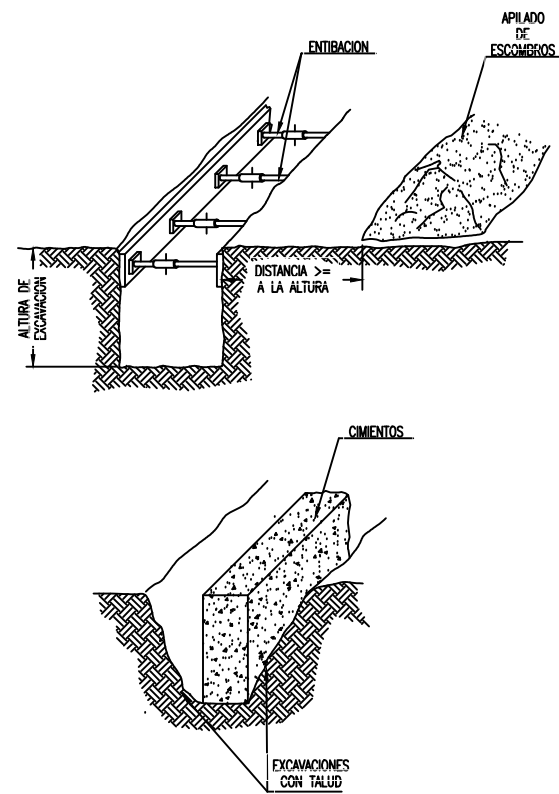 APILADO
DE
ESCOMBROS
ENTIBACION
DISTANCIA >=
A LA ALTURA
ALTURA DE
EXCAVACION
CIMIENTOS
EXCAVACIONES
CON TALUD